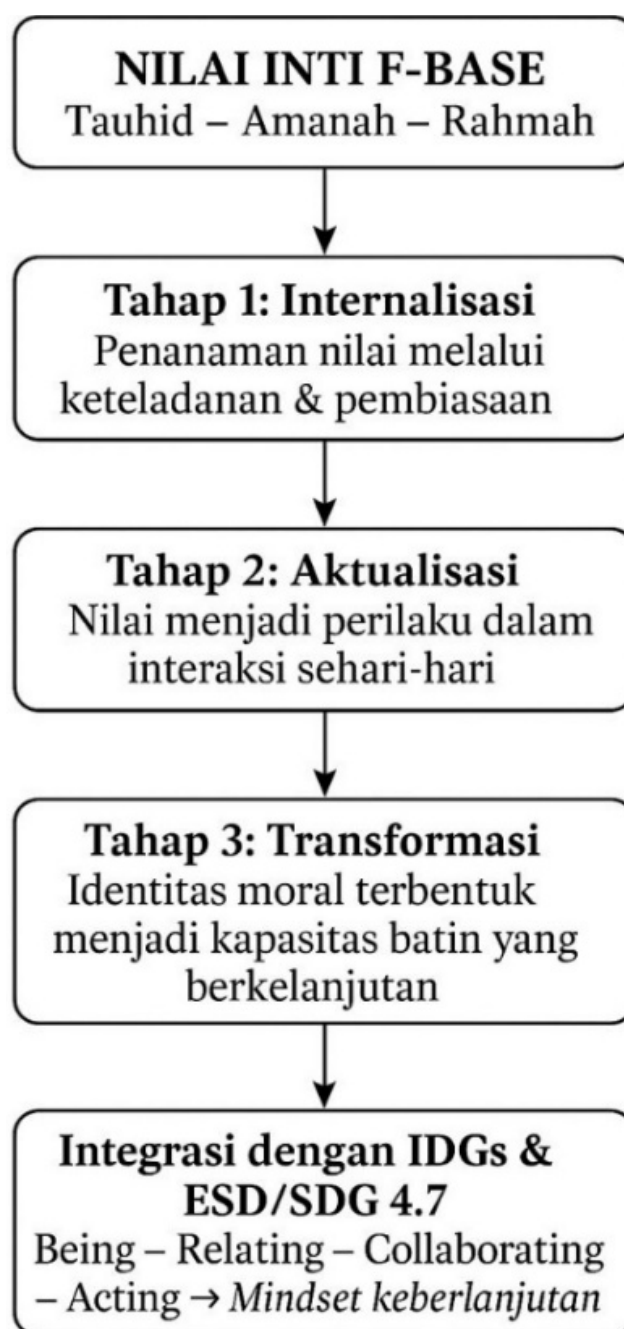 NILAI INTI F-BASE
Tauhid – Amanah – Rahmah
Tahap 1: Internalisasi
Penanaman nilai melalui
keteladanan & pembiasaan
Tahap 2: Aktualisasi
Nilai menjadi perilaku dalam
interaksi sehari-hari
Tahap 3: Transformasi
Identitas moral terbentuk
menjadi kapasitas batin yang
berkelanjutan
Integrasi dengan IDGs &
ESD/SDG 4.7
Being – Relating – Collaborating
– Acting → Mindset keberlanjutan